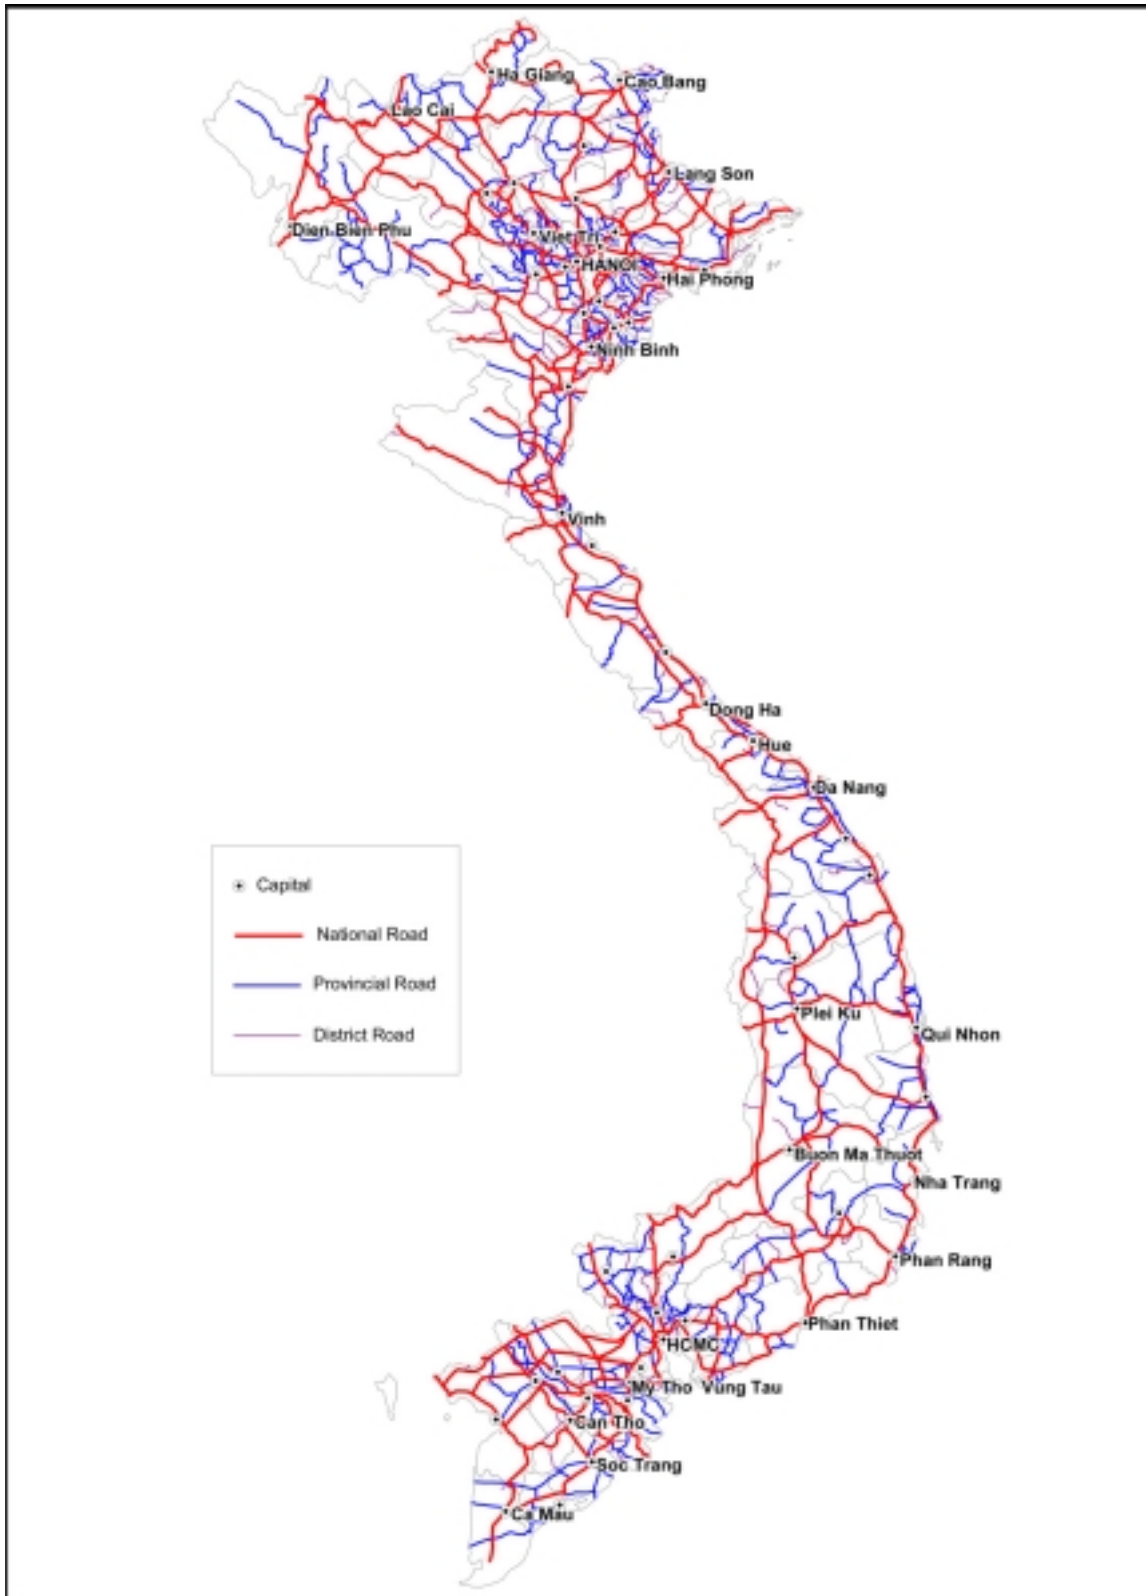 Ha Giang
Cao Bang
Lao Cai
Lang Son
Dien Bien Phu
Viet Tri
HANOI
Hai Phong
Ninh Binh
Vinh
Dong Ha
Hue
Da Nang
Capital
National Road
Provincial Road
District Road
Plei Ku
Qui Nhon
Buon Ma Thuot
Nha Trang
Phan Rang
Phan Thiet
HCMC
My Tho
Vung Tau
Can Tho
Soc Trang
Ca Mau